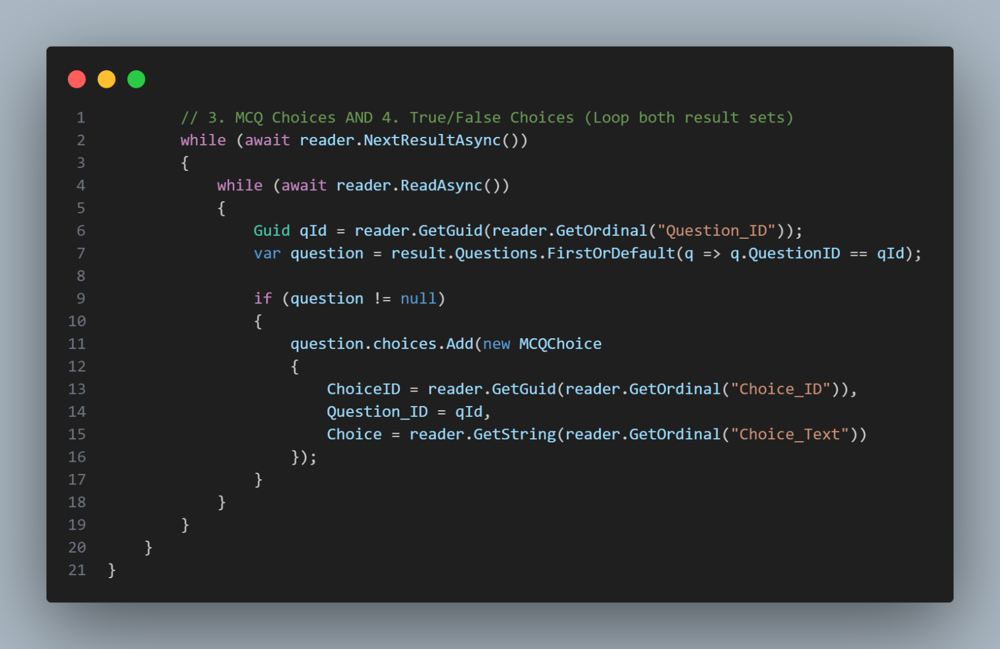 1 // 3. MCQ Choices AND 4. True/False Choices (Loop both result sets)
2 while (await reader.NextResultAsync())
3 {
4 while (await reader.ReadAsync())
5 {
6 Guid qId = reader.GetGuid(reader.GetOrdinal("Question_ID"));
7 var question = result.Questions.FirstOrDefault(q => q.QuestionID == qId);
8
9 if (question != null)
10 {
11 question.choices.Add(new MCQChoice
12 {
13 ChoiceID = reader.GetGuid(reader.GetOrdinal("Choice_ID")),
14 Question_ID = qId,
15 Choice = reader.GetString(reader.GetOrdinal("Choice_Text"))
16 });
17 }
18 }
19 }
20 }
21 }